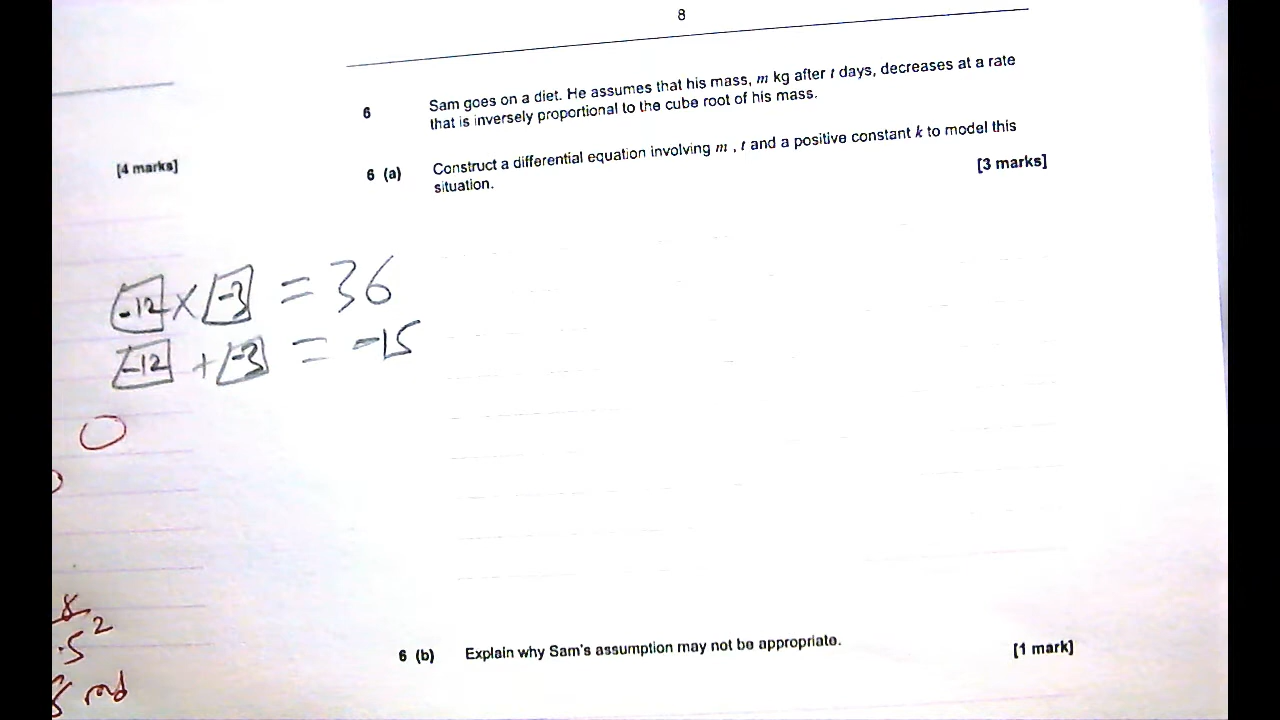 8
6 Sam goes on a diet. He assumes that his mass, m kg after t days, decreases at a rate
that is inversely proportional to the cube root of his mass.
[4 marks]
6 (a) Construct a differential equation involving m , t and a positive constant k to model this
situation.
[3 marks]
-12 × -3 = 36
-12 + -3 = -15
.5²
rad
6 (b) Explain why Sam's assumption may not be appropriate.
[1 mark]